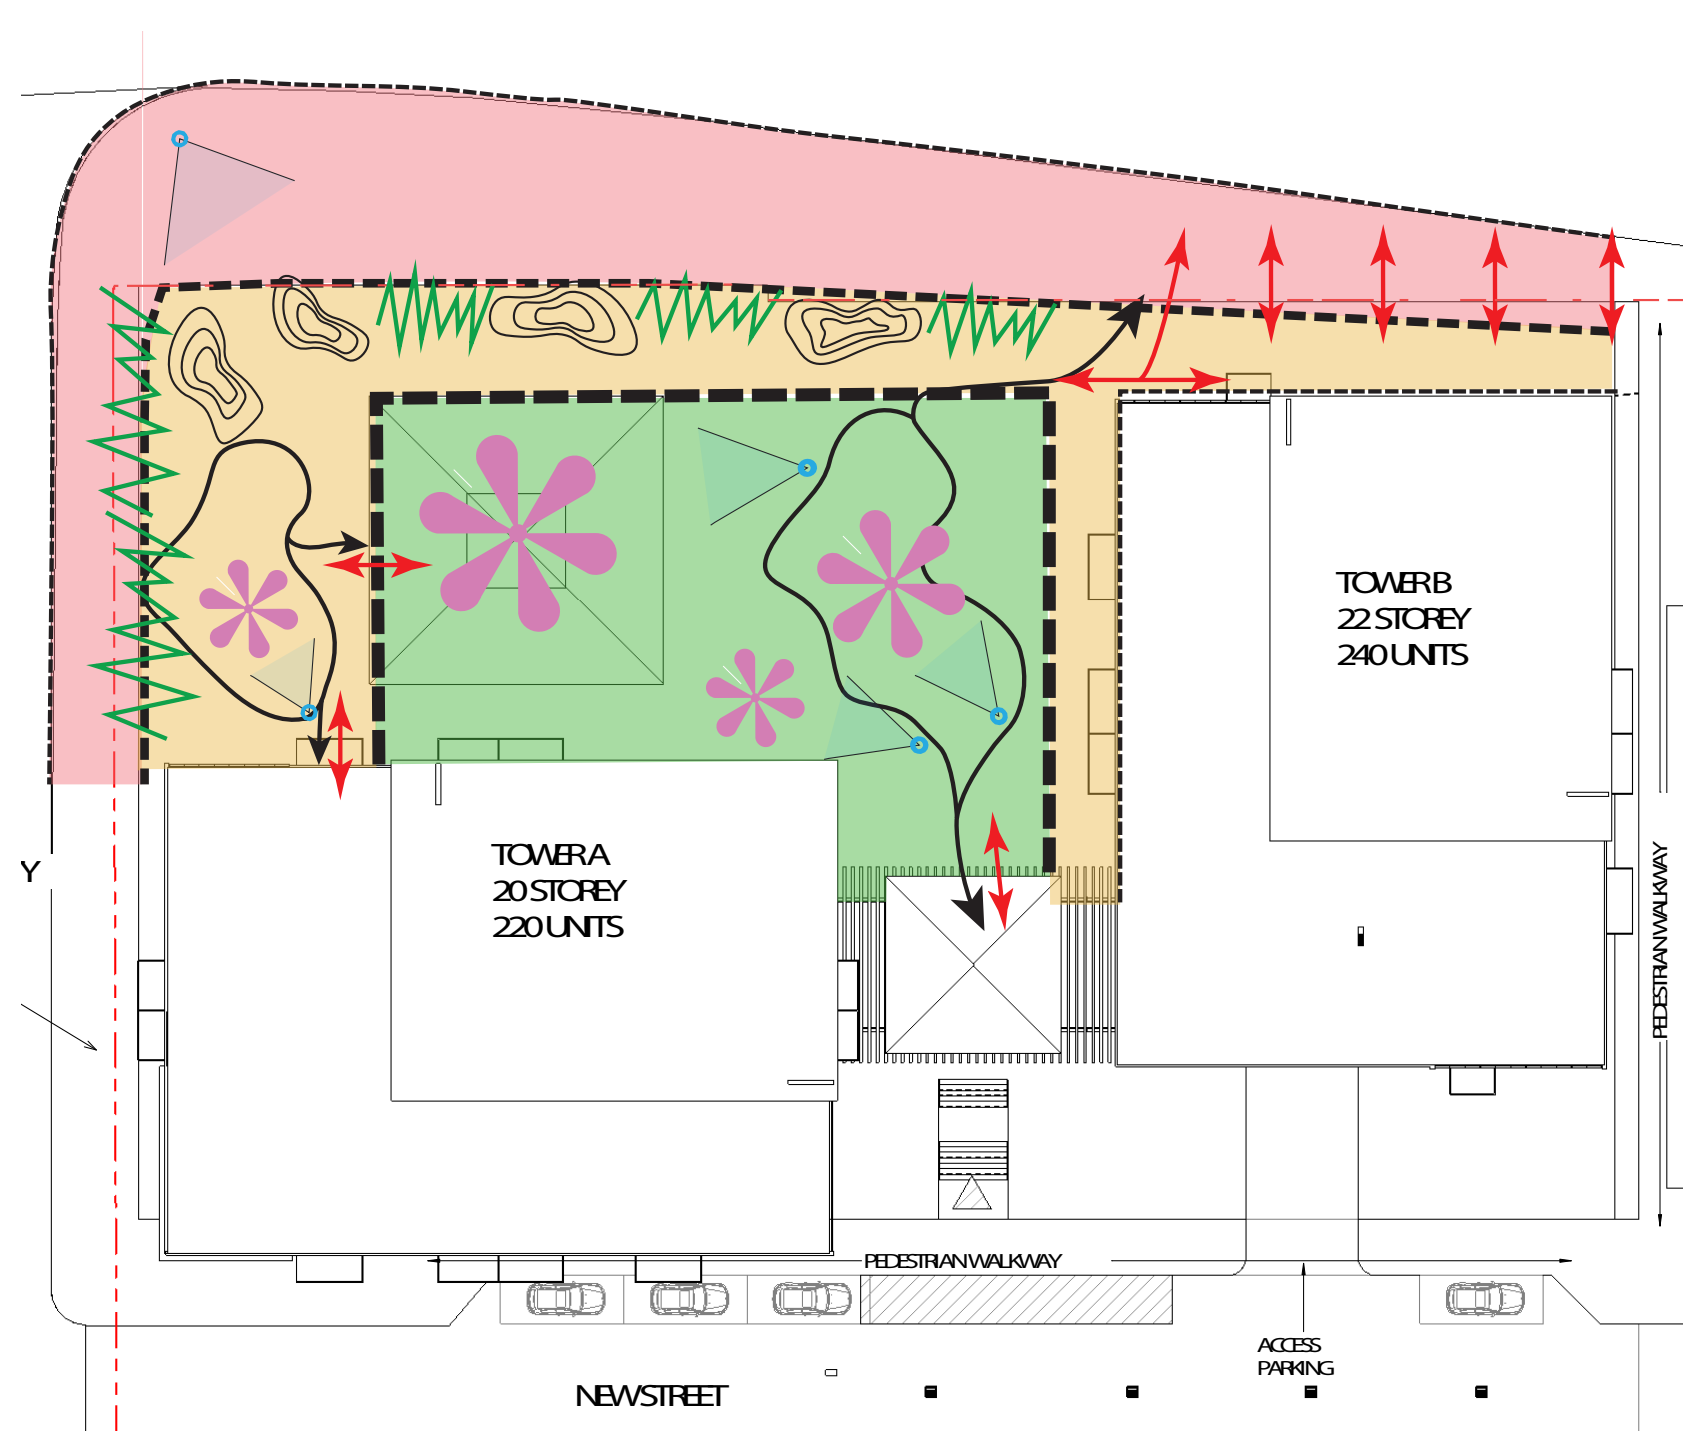 TOWER B
22 STOREY
240 UNITS
TOWER A
20 STOREY
220 UNITS
Y
PEDESTRIAN WALKWAY
PEDESTRIAN WALKWAY
ACCESS
PARKING
NEW STREET